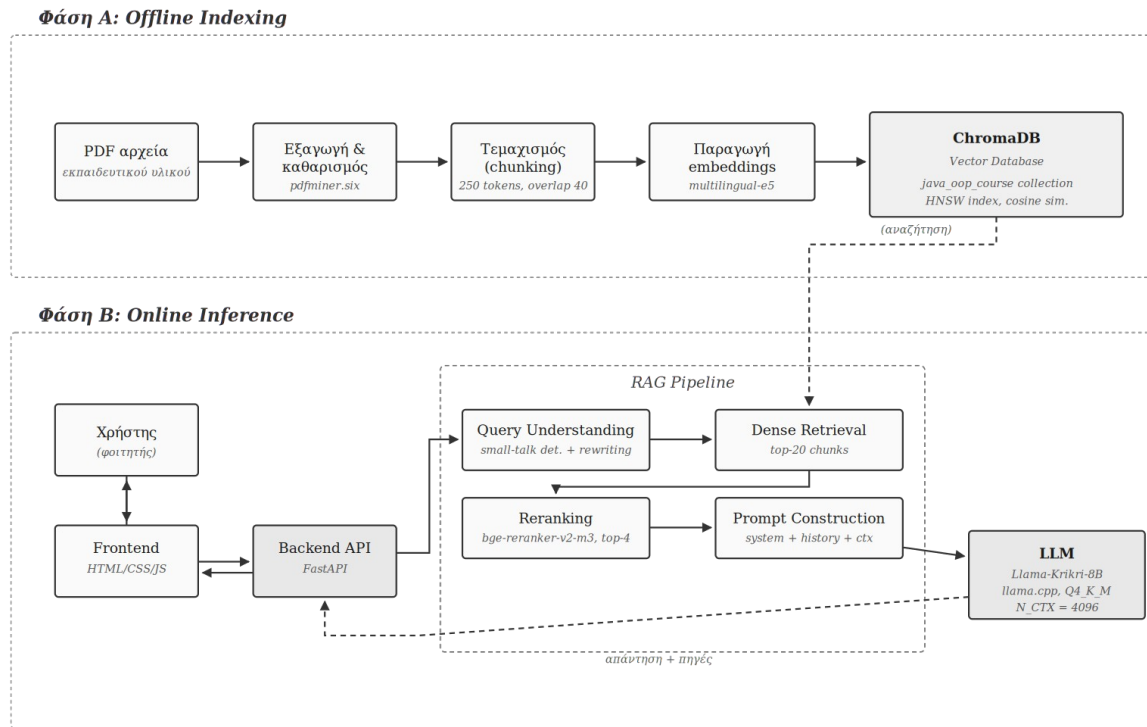 Φάση Α: Offline Indexing
PDF αρχεία
εκπαιδευτικού υλικού
Εξαγωγή &
καθαρισμός
pdfminer.six
Τεμαχισμός
(chunking)
250 tokens, overlap 40
Παραγωγή
embeddings
multilingual-e5
ChromaDB
Vector Database
java_oop_course collection
HNSW index, cosine sim.
(αναζήτηση)
Φάση Β: Online Inference
RAG Pipeline
Χρήστης
(φοιτητής)
Query Understanding
small-talk det. + rewriting
Dense Retrieval
top-20 chunks
Frontend
HTML/CSS/JS
Backend API
FastAPI
Reranking
bge-reranker-v2-m3, top-4
Prompt Construction
system + history + ctx
LLM
Llama-Krikri-8B
llama.cpp, Q4_K_M
N_CTX = 4096
απάντηση + πηγές